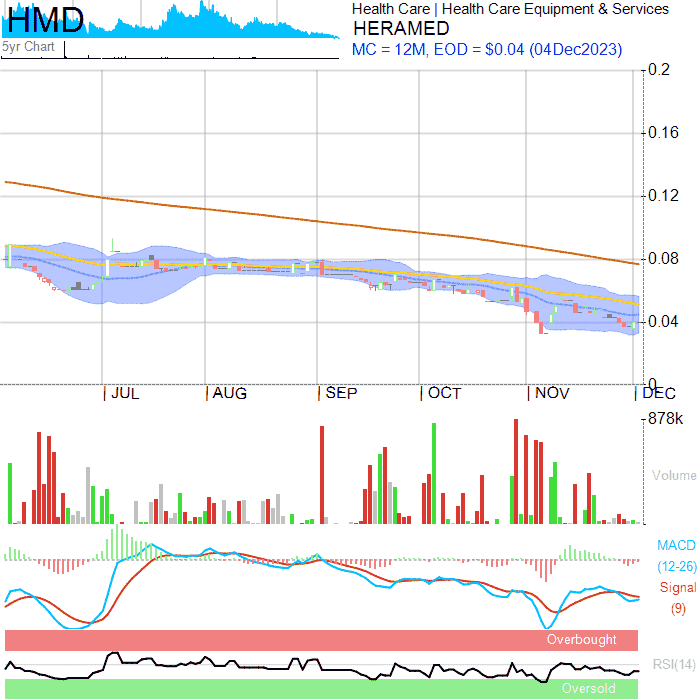 HMD
5yr Chart
Health Care | Health Care Equipment & Services
HERAMED
MC = 12M, EOD = $0.04 (04Dec2023)
0.2
0.16
0.12
0.08
0.04
0
| JUL | AUG | SEP | OCT | NOV | DEC
878k
Volume
MACD
(12-26)
Signal
(9)
Overbought
RSI(14)
Oversold